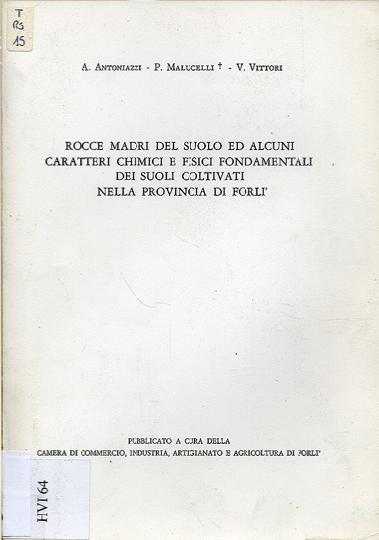 T
RS
15
A. ANTONIAZZI - P. MALUCELLI † - V. VITTORI
ROCCE MADRI DEL SUOLO ED ALCUNI
CARATTERI CHIMICI E FISICI FONDAMENTALI
DEI SUOLI COLTIVATI
NELLA PROVINCIA DI FORLI'
PUBBLICATO A CURA DELLA
CAMERA DI COMMERCIO, INDUSTRIA, ARTIGIANATO E AGRICOLTURA DI FORLI'
HVI 64